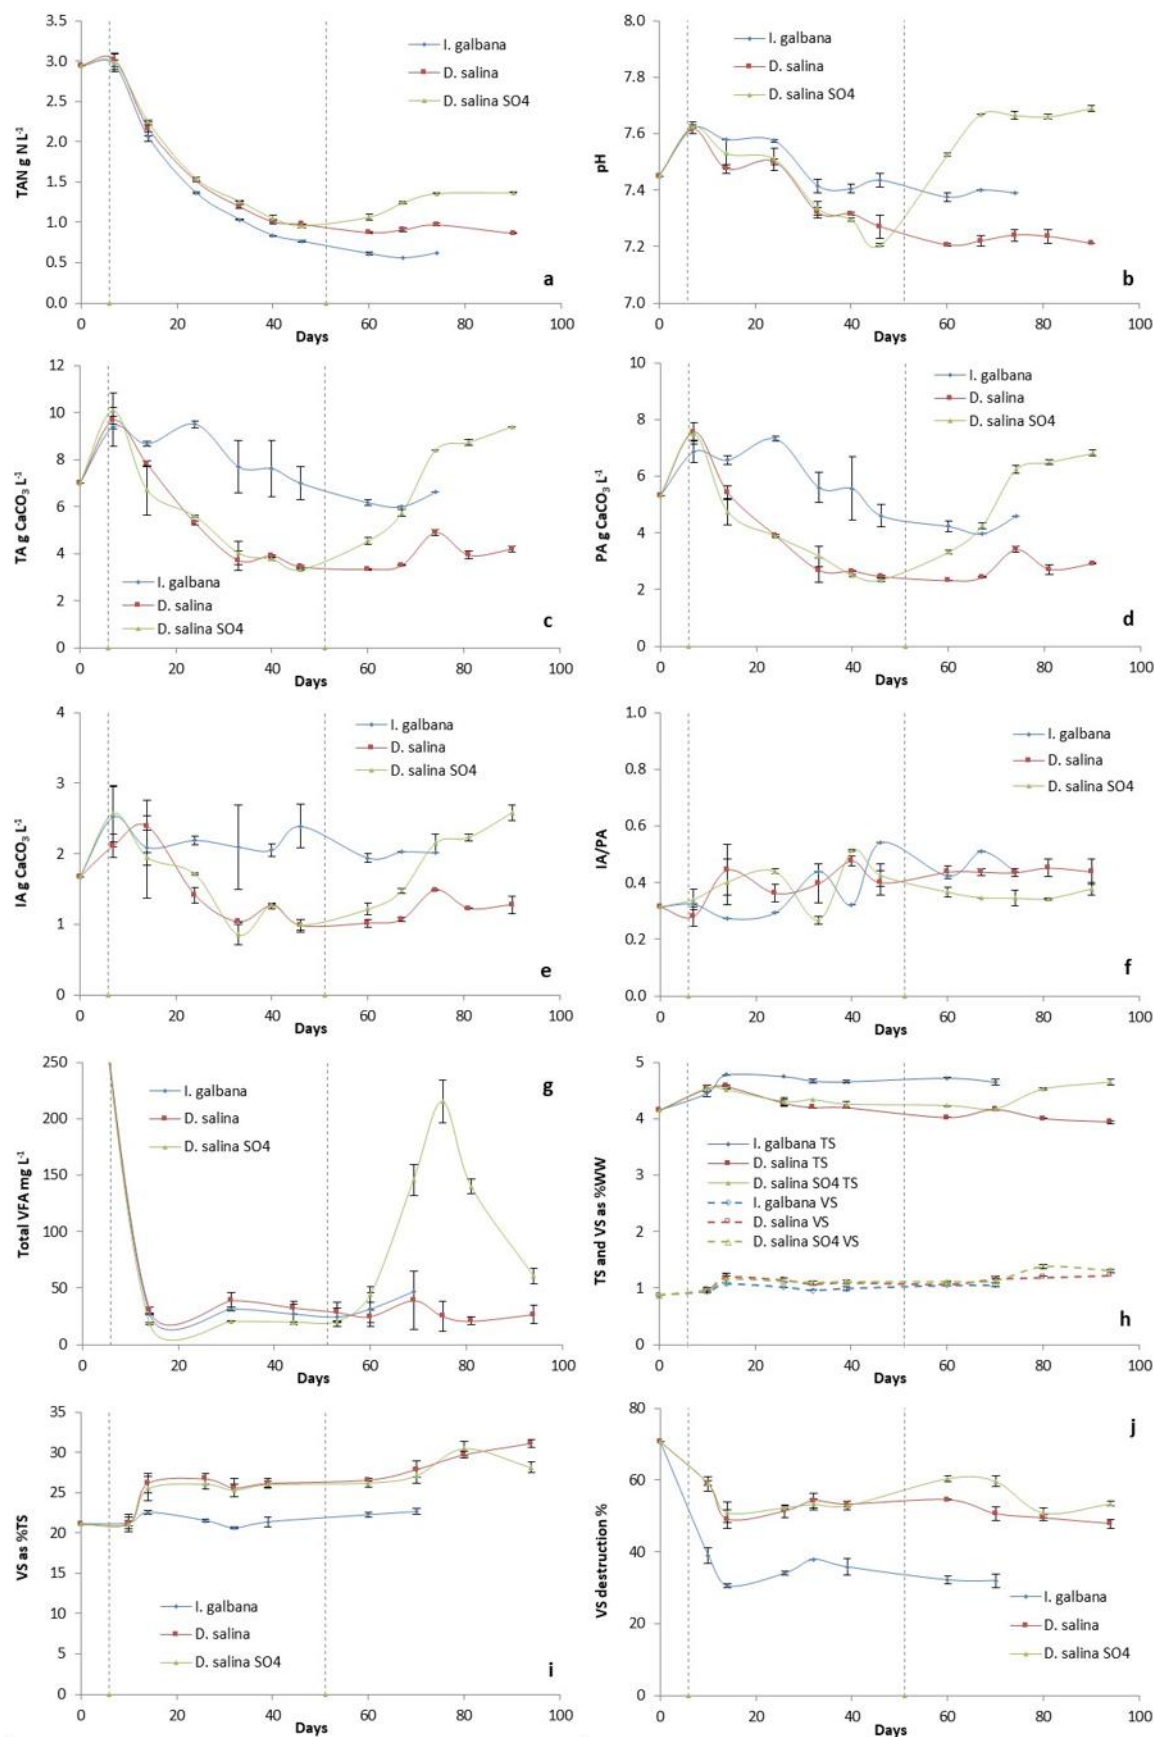 3.5
3.0
2.5
2.0
1.5
1.0
0.5
0.0
TAN g N L-1
I. galbana
D. salina
D. salina SO4
a
0 20 40 60 80 100
Days
8.0
7.8
7.6
7.4
7.2
7.0
pH
I. galbana
D. salina
D. salina SO4
b
0 20 40 60 80 100
Days
12
10
8
6
4
2
0
TA g CaCO3 L-1
I. galbana
D. salina
D. salina SO4
c
0 20 40 60 80 100
Days
10
8
6
4
2
0
PA g CaCO3 L-1
I. galbana
D. salina
D. salina SO4
d
0 20 40 60 80 100
Days
4
3
2
1
0
IA g CaCO3 L-1
I. galbana
D. salina
D. salina SO4
e
0 20 40 60 80 100
Days
1.0
0.8
0.6
0.4
0.2
0.0
IA/PA
I. galbana
D. salina
D. salina SO4
f
0 20 40 60 80 100
Days
250
200
150
100
50
0
Total VFA mg L-1
g
I. galbana
D. salina
D. salina SO4
0 20 40 60 80 100
Days
5
4
3
2
1
0
TS and VS as %WW
I. galbana TS
D. salina TS
D. salina SO4 TS
I. galbana VS
D. salina VS
D. salina SO4 VS
h
0 20 40 60 80 100
Days
35
30
25
20
15
10
5
0
VS as %TS
I. galbana
D. salina
D. salina SO4
i
0 20 40 60 80 100
Days
80
60
40
20
0
VS destruction %
j
I. galbana
D. salina
D. salina SO4
0 20 40 60 80 100
Days